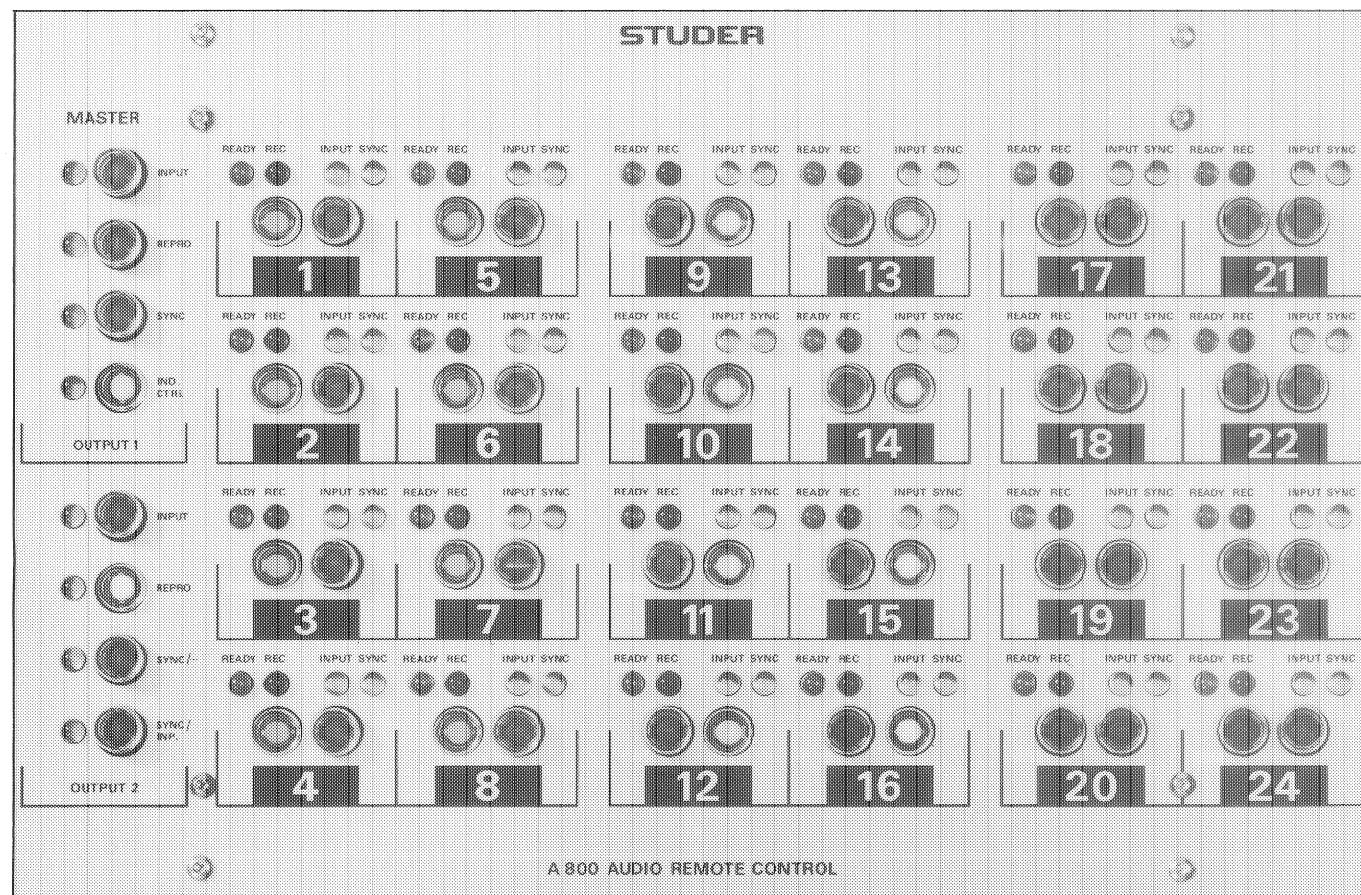 STUDER
MASTER
READY REC INPUT SYNC READY REC INPUT SYNC READY REC INPUT SYNC READY REC INPUT SYNC READY REC INPUT SYNC READY REC INPUT SYNC
INPUT
1 5 9 13 17 21
REPRO
SYNC
READY REC INPUT SYNC READY REC INPUT SYNC READY REC INPUT SYNC READY REC INPUT SYNC READY REC INPUT SYNC READY REC INPUT SYNC
IND.
CTRL
OUTPUT 1
2 6 10 14 18 22
READY REC INPUT SYNC READY REC INPUT SYNC READY REC INPUT SYNC READY REC INPUT SYNC READY REC INPUT SYNC READY REC INPUT SYNC
INPUT
REPRO
3 7 11 15 19 23
READY REC INPUT SYNC READY REC INPUT SYNC READY REC INPUT SYNC READY REC INPUT SYNC READY REC INPUT SYNC READY REC INPUT SYNC
SYNC/-
SYNC/
INP.
OUTPUT 2
4 8 12 16 20 24
A 800 AUDIO REMOTE CONTROL